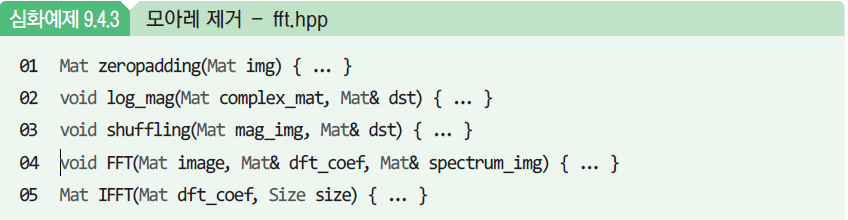 심화예제 9.4.3 모아레 제거 - fft.hpp
01 Mat zeropadding(Mat img) { … }
02 void log_mag(Mat complex_mat, Mat& dst) { … }
03 void shuffling(Mat mag_img, Mat& dst) { … }
04 void FFT(Mat image, Mat& dft_coef, Mat& spectrum_img) { … }
05 Mat IFFT(Mat dft_coef, Size size) { … }